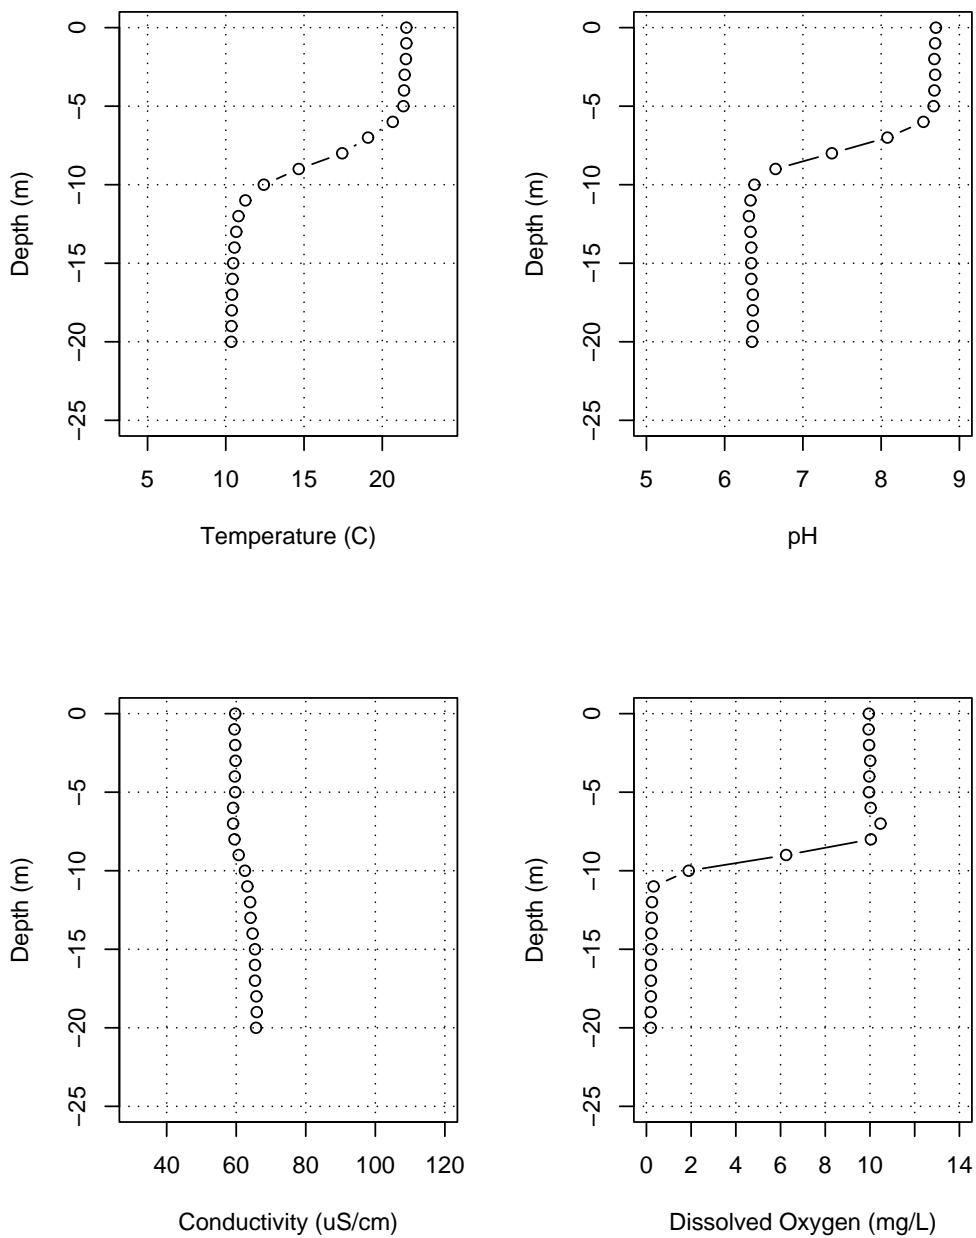 0
−5
−10
−15
−20
−25
Depth (m)
5 10 15 20
Temperature (C)
0
−5
−10
−15
−20
−25
Depth (m)
5 6 7 8 9
pH
0
−5
−10
−15
−20
−25
Depth (m)
40 60 80 100 120
Conductivity (uS/cm)
0
−5
−10
−15
−20
−25
Depth (m)
0 2 4 6 8 10 14
Dissolved Oxygen (mg/L)